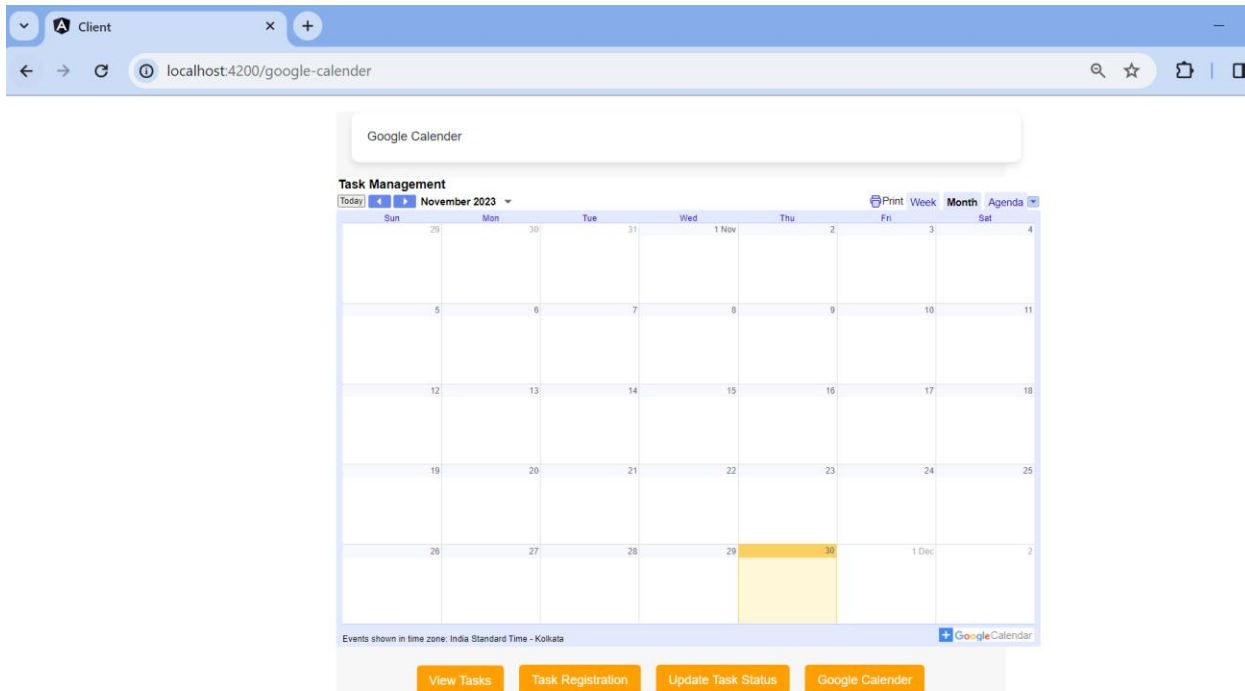 Client
localhost:4200/google-calender
Google Calender
Task Management
Today November 2023 Print Week Month Agenda
Sun Mon Tue Wed Thu Fri Sat
29 30 31 1 Nov 2 3 4
5 6 7 8 9 10 11
12 13 14 15 16 17 18
19 20 21 22 23 24 25
26 27 28 29 30 1 Dec 2
Events shown in time zone: India Standard Time - Kolkata GoogleCalendar
View Tasks Task Registration Update Task Status Google Calender